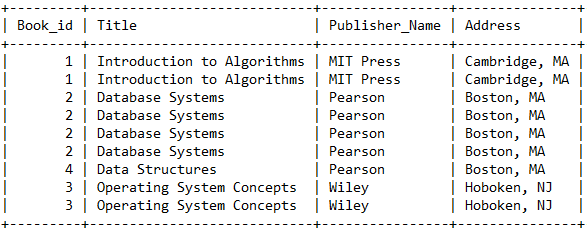 +---------+----------------------------+----------------+---------------+
| Book_id | Title                      | Publisher_Name | Address       |
+---------+----------------------------+----------------+---------------+
|       1 | Introduction to Algorithms | MIT Press      | Cambridge, MA |
|       1 | Introduction to Algorithms | MIT Press      | Cambridge, MA |
|       2 | Database Systems           | Pearson        | Boston, MA    |
|       2 | Database Systems           | Pearson        | Boston, MA    |
|       2 | Database Systems           | Pearson        | Boston, MA    |
|       2 | Database Systems           | Pearson        | Boston, MA    |
|       4 | Data Structures            | Pearson        | Boston, MA    |
|       3 | Operating System Concepts  | Wiley          | Hoboken, NJ   |
|       3 | Operating System Concepts  | Wiley          | Hoboken, NJ   |
+---------+----------------------------+----------------+---------------+